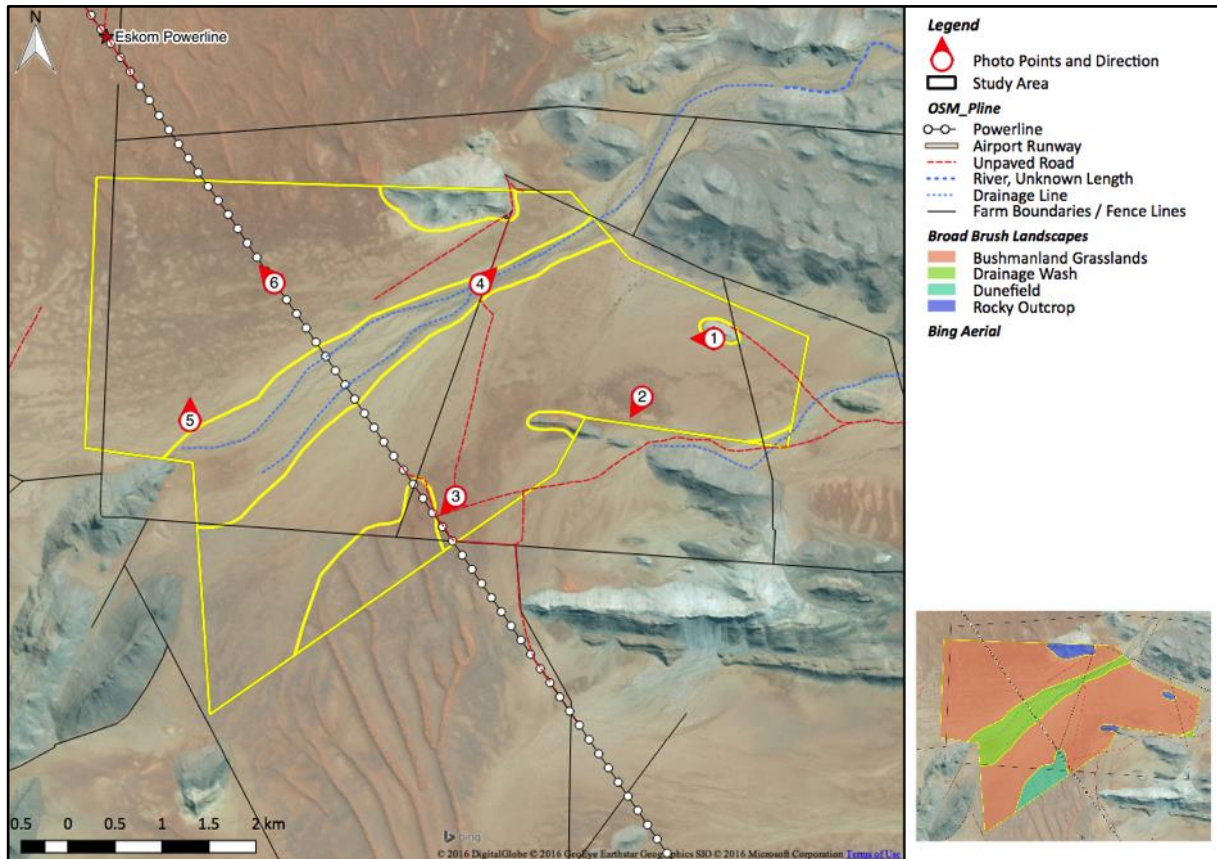 N
Eskom Powerline
6
4
1
2
5
3
0.5 0 0.5 1 1.5 2 km
bing
© 2016 DigitalGlobe © 2016 GeoEye Earthstar Geographics SIO © 2016 Microsoft Corporation Terms of Use
Legend
Photo Points and Direction
Study Area
OSM_Pline
Powerline
Airport Runway
Unpaved Road
River, Unknown Length
Drainage Line
Farm Boundaries / Fence Lines
Broad Brush Landscapes
Bushmanland Grasslands
Drainage Wash
Dunefield
Rocky Outcrop
Bing Aerial